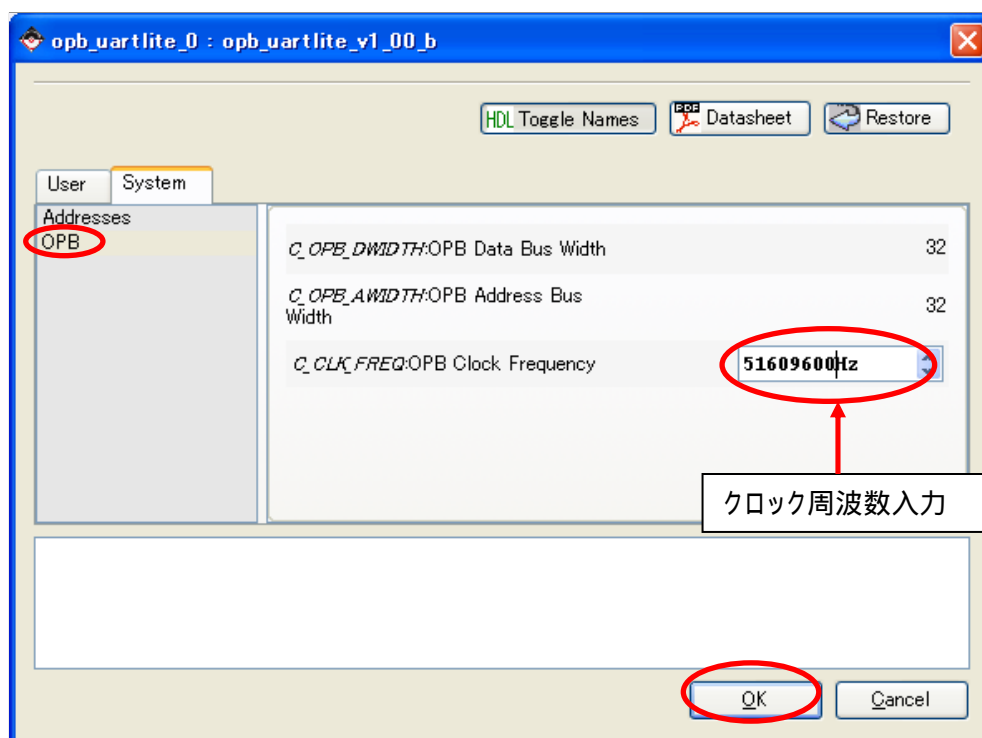 opb_uartlite_0 : opb_uartlite_v1_00_b
HDL Toggle Names
PDF Datasheet
Restore
User
System
Addresses
OPB
C_OPB_DWIDTH:OPB Data Bus Width
32
C_OPB_AWIDTH:OPB Address Bus
Width
32
C_CLK_FREQ:OPB Clock Frequency
51609600Hz
クロック周波数入力
OK
Cancel